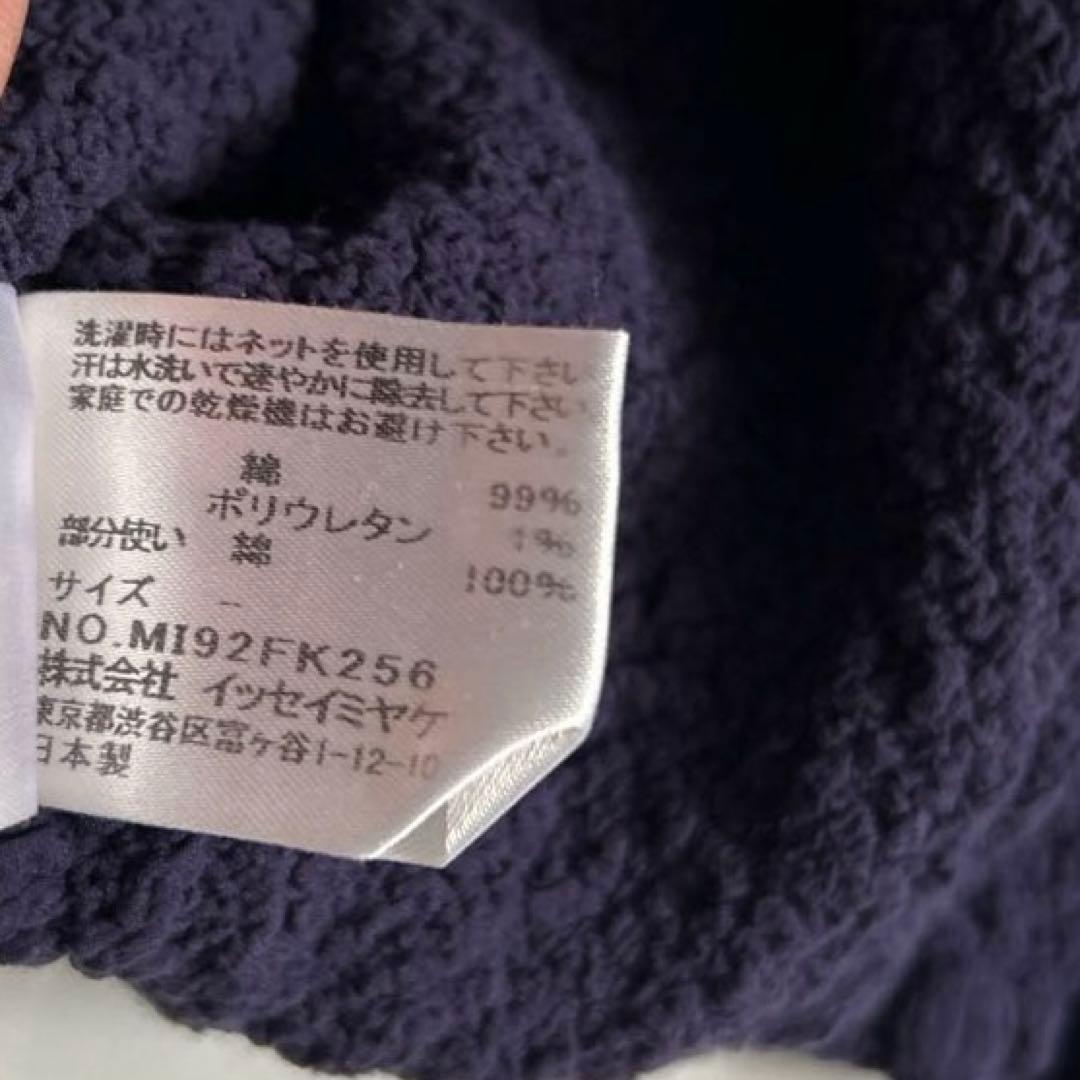 洗濯時にはネットを使用して下さい
汗は水洗いで速やかに除去して下さい
家庭での乾燥機はお避け下さい。
綿 99%
ポリウレタン 1%
部分使い 綿 100%
サイズ –
NO.MI92FK256
株式会社 イッセイミヤケ
東京都渋谷区富ヶ谷1-12-10
日本製